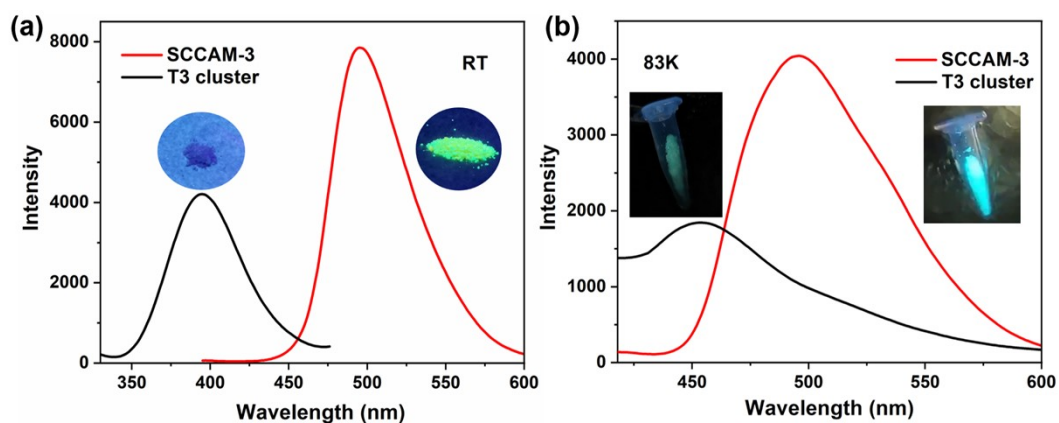 (a)
SCCAM-3
T3 cluster
RT
8000
6000
4000
2000
0
Intensity
350 400 450 500 550 600
Wavelength (nm)
(b)
83K
SCCAM-3
T3 cluster
4000
3000
2000
1000
0
Intensity
450 500 550 600
Wavelength (nm)